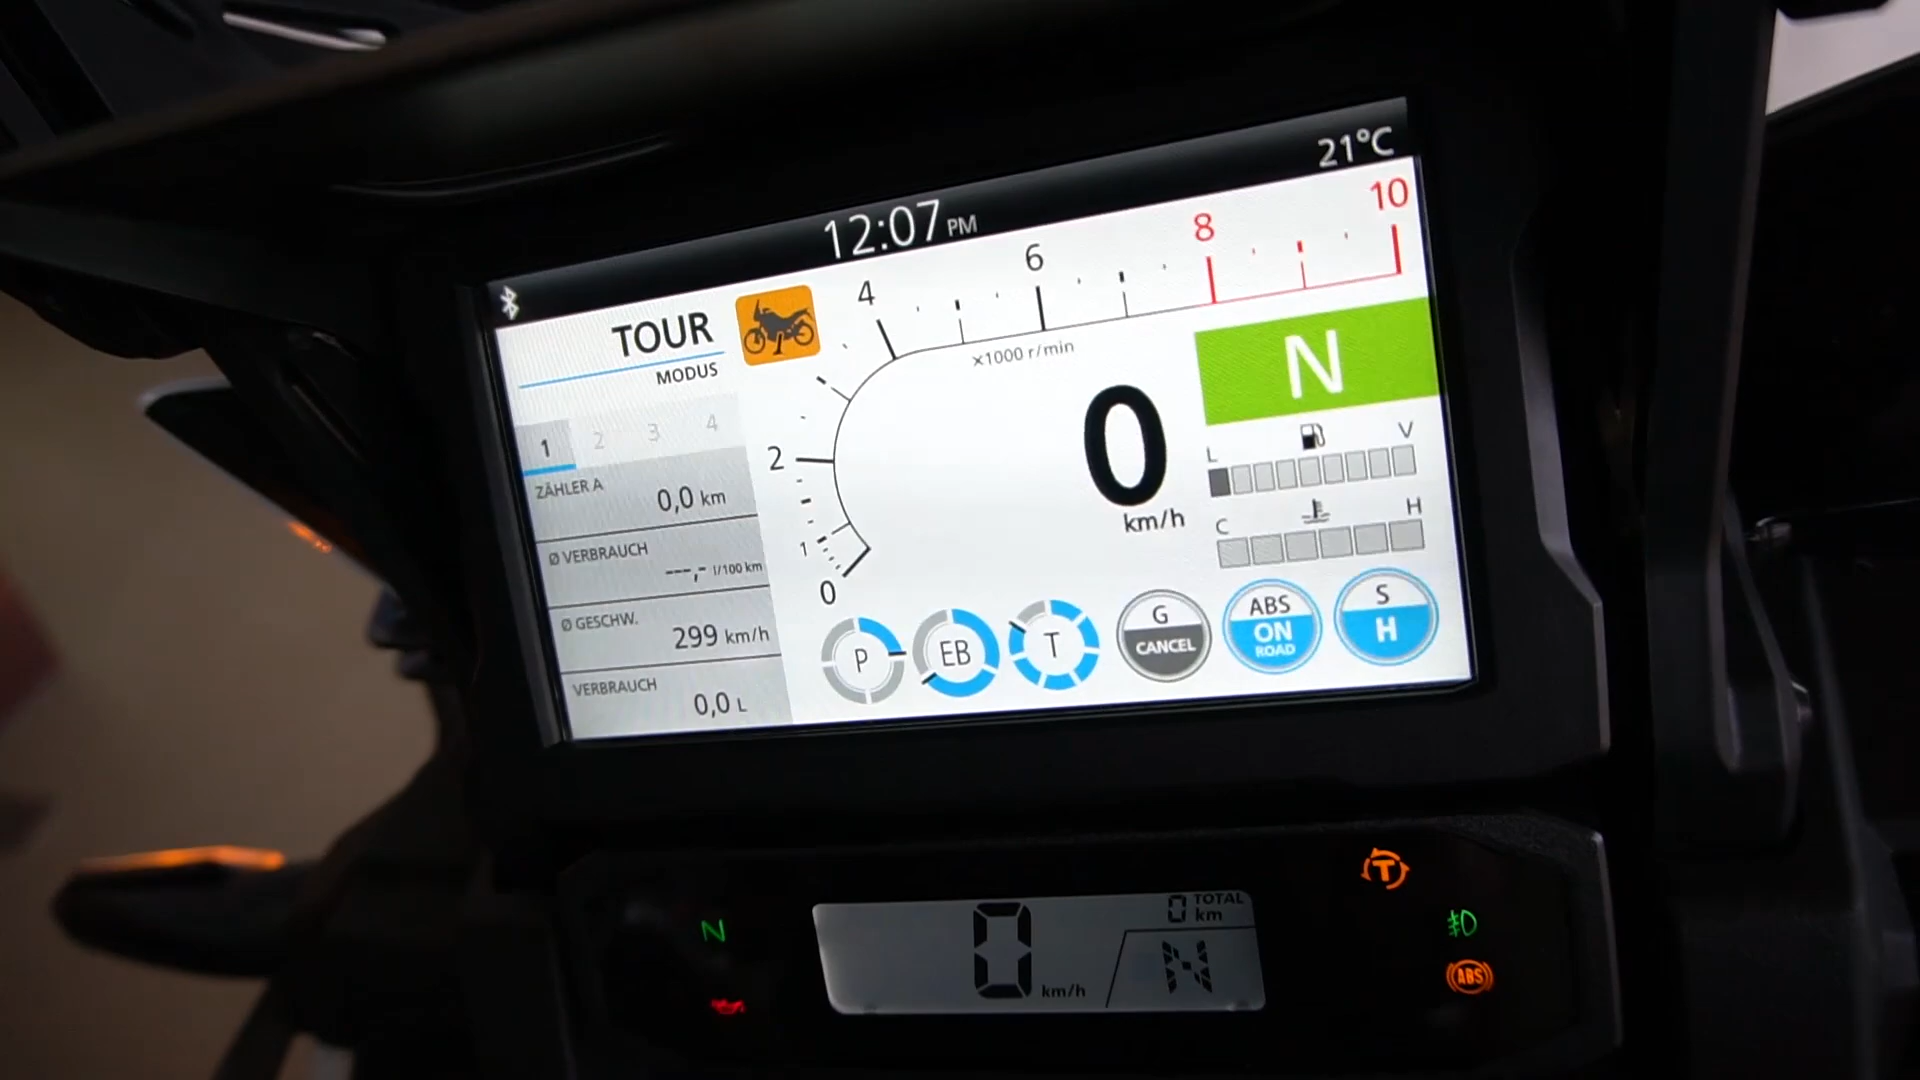 21°C
12:07 PM
TOUR
MODUS
1 2 3 4
ZÄHLER A
0,0 km
Ø VERBRAUCH
---,- l/100 km
Ø GESCHW.
299 km/h
VERBRAUCH
0,0 L
0 1 2 4 6 8 10
x1000 r/min
0
km/h
N
L V
C H
P
EB
T
G
CANCEL
ABS
ON
ROAD
S
H
T
N
0 km/h
0 TOTAL
km
N
ABS